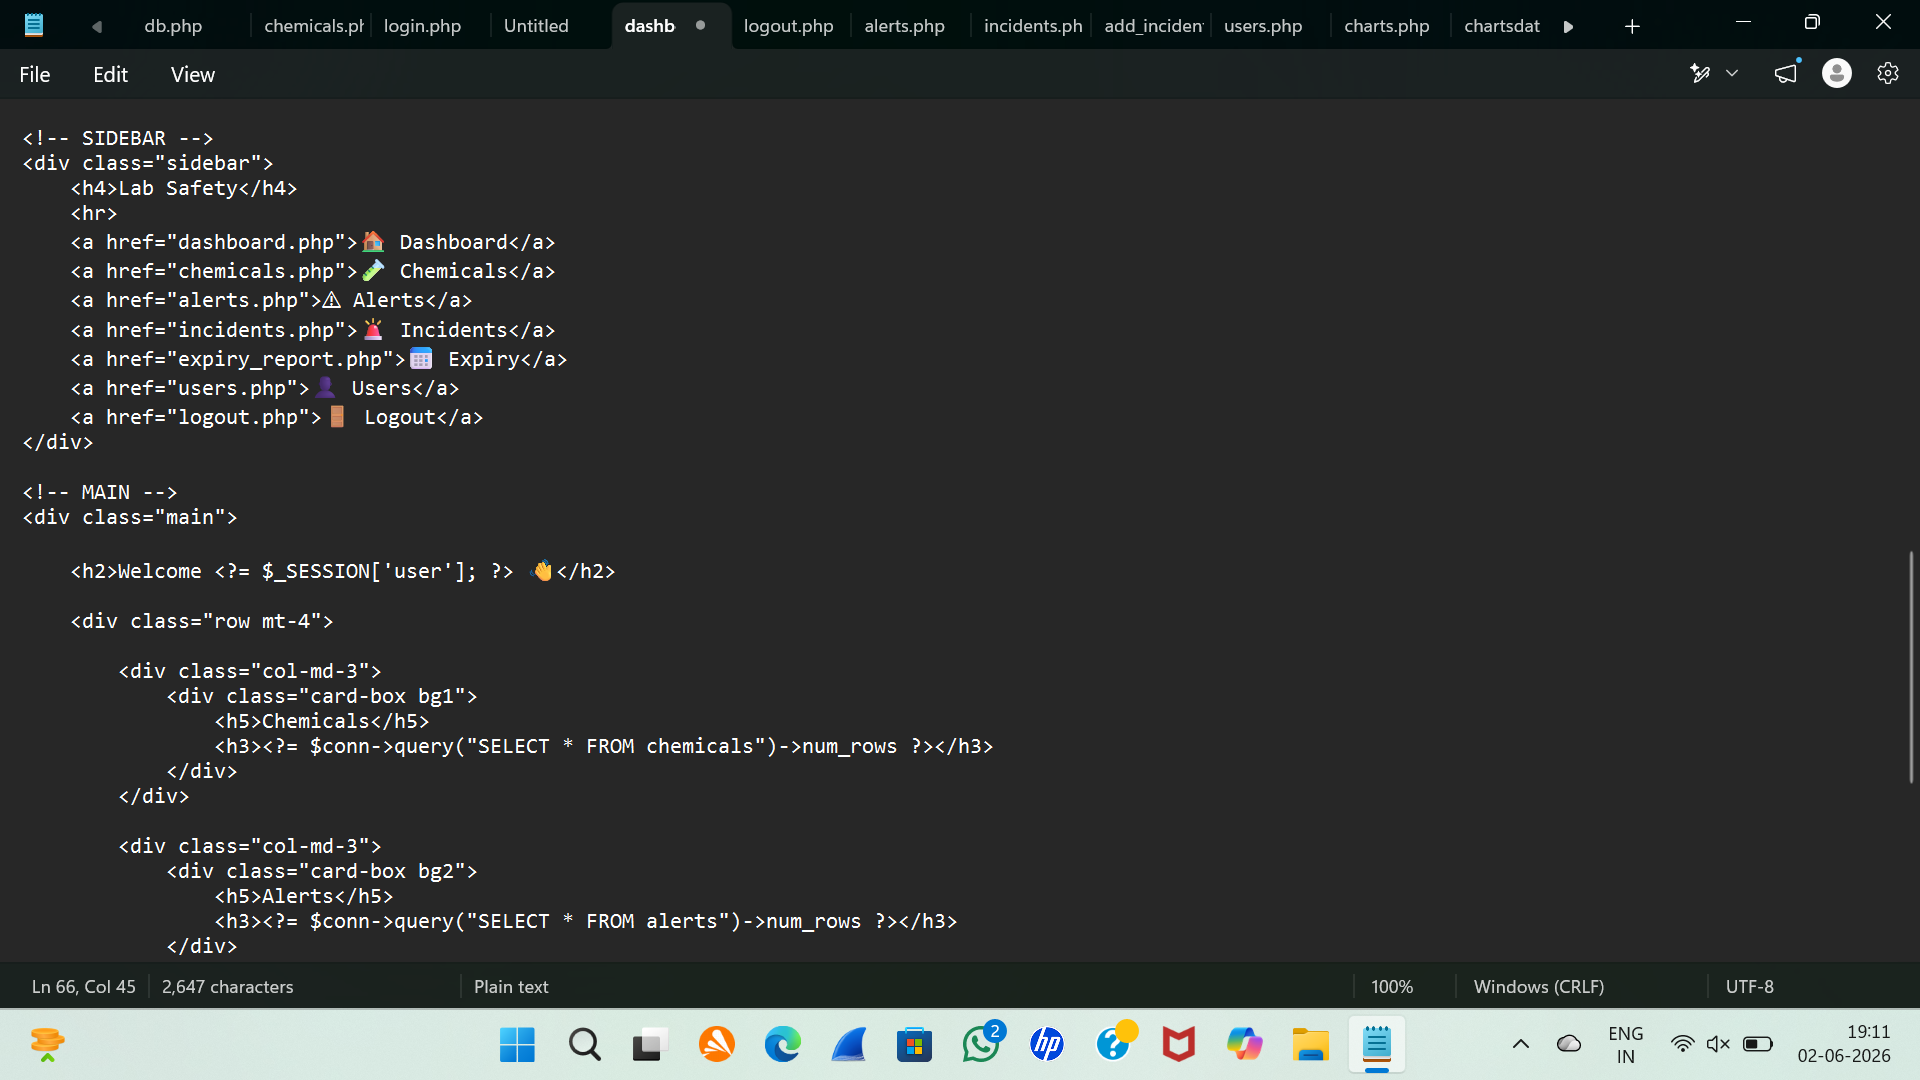 db.php chemicals.ph login.php Untitled dashb logout.php alerts.php incidents.ph add_inciden users.php charts.php chartsdat
File Edit View
<!-- SIDEBAR -->
<div class="sidebar">
    <h4>Lab Safety</h4>
    <hr>
    <a href="dashboard.php">🏠 Dashboard</a>
    <a href="chemicals.php">🧪 Chemicals</a>
    <a href="alerts.php">⚠ Alerts</a>
    <a href="incidents.php">🚨 Incidents</a>
    <a href="expiry_report.php">📅 Expiry</a>
    <a href="users.php">👤 Users</a>
    <a href="logout.php">🚪 Logout</a>
</div>
<!-- MAIN -->
<div class="main">
    <h2>Welcome <?= $_SESSION['user']; ?> 👋</h2>
    <div class="row mt-4">
        <div class="col-md-3">
            <div class="card-box bg1">
                <h5>Chemicals</h5>
                <h3><?= $conn->query("SELECT * FROM chemicals")->num_rows ?></h3>
            </div>
        </div>
        <div class="col-md-3">
            <div class="card-box bg2">
                <h5>Alerts</h5>
                <h3><?= $conn->query("SELECT * FROM alerts")->num_rows ?></h3>
            </div>
Ln 66, Col 45 2,647 characters Plain text 100% Windows (CRLF) UTF-8
2 hp ? ENG 19:11
IN 02-06-2026